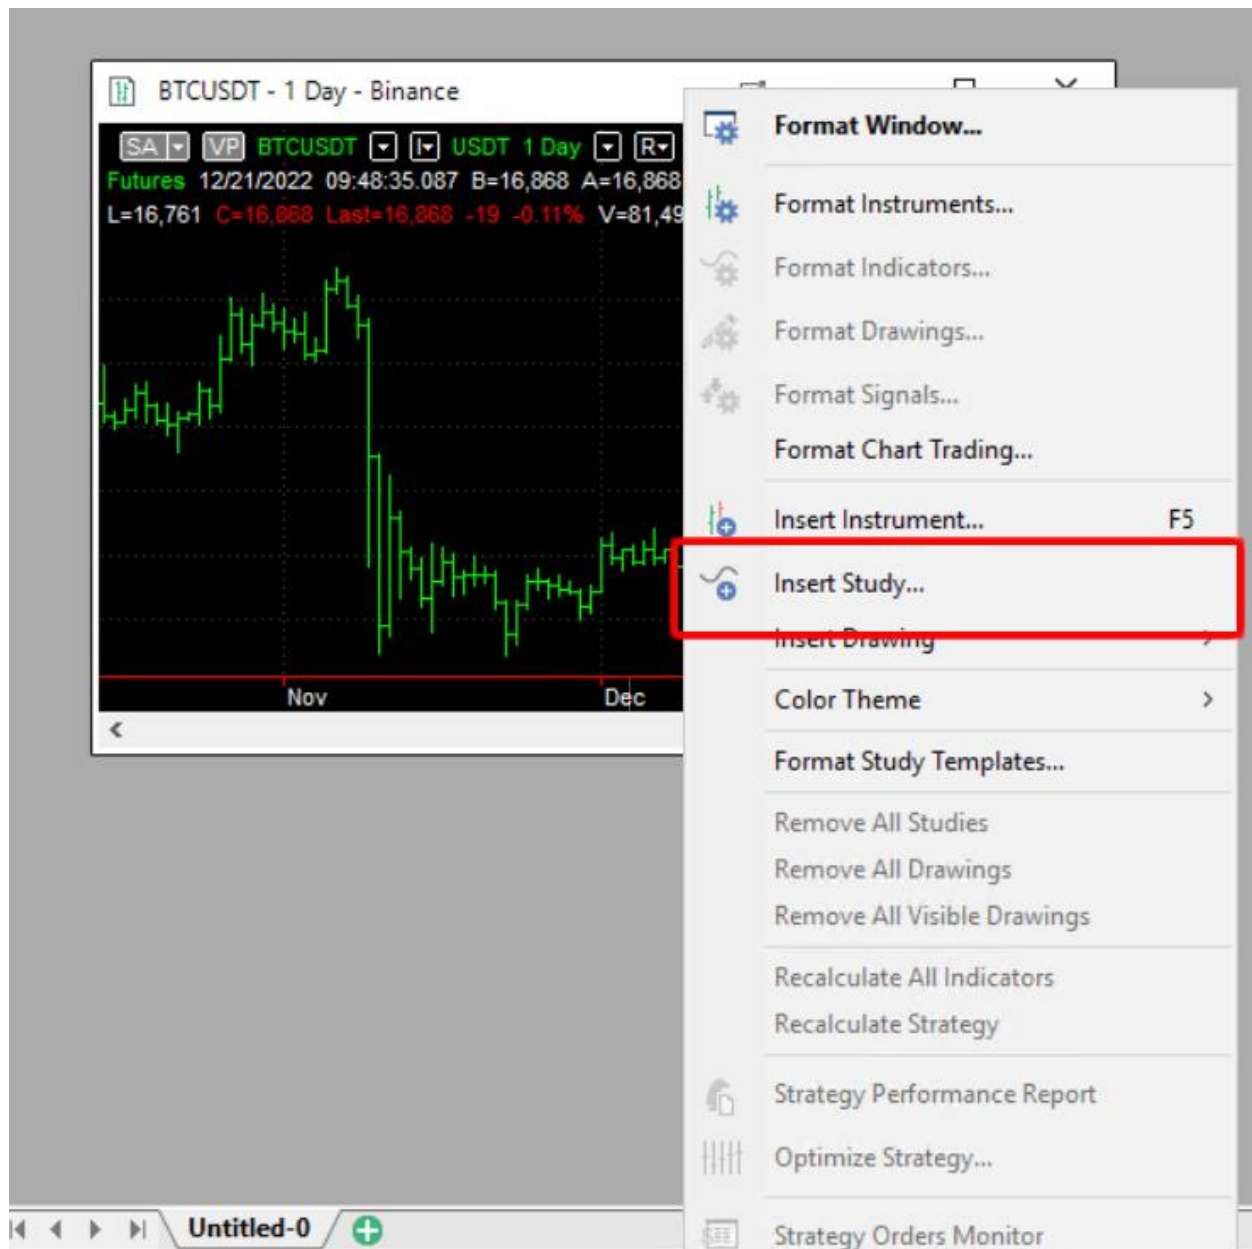 BTCUSDT - 1 Day - Binance
SA VP BTCUSDT I USDT 1 Day R
Futures 12/21/2022 09:48:35.087 B=16,868 A=16,868
L=16,761 C=16,868 Last=16,868 -19 -0.11% V=81,49
Nov Dec
Format Window...
Format Instruments...
Format Indicators...
Format Drawings...
Format Signals...
Format Chart Trading...
Insert Instrument... F5
Insert Study...
Insert Drawing
Color Theme
Format Study Templates...
Remove All Studies
Remove All Drawings
Remove All Visible Drawings
Recalculate All Indicators
Recalculate Strategy
Strategy Performance Report
Optimize Strategy...
Strategy Orders Monitor
Untitled-0